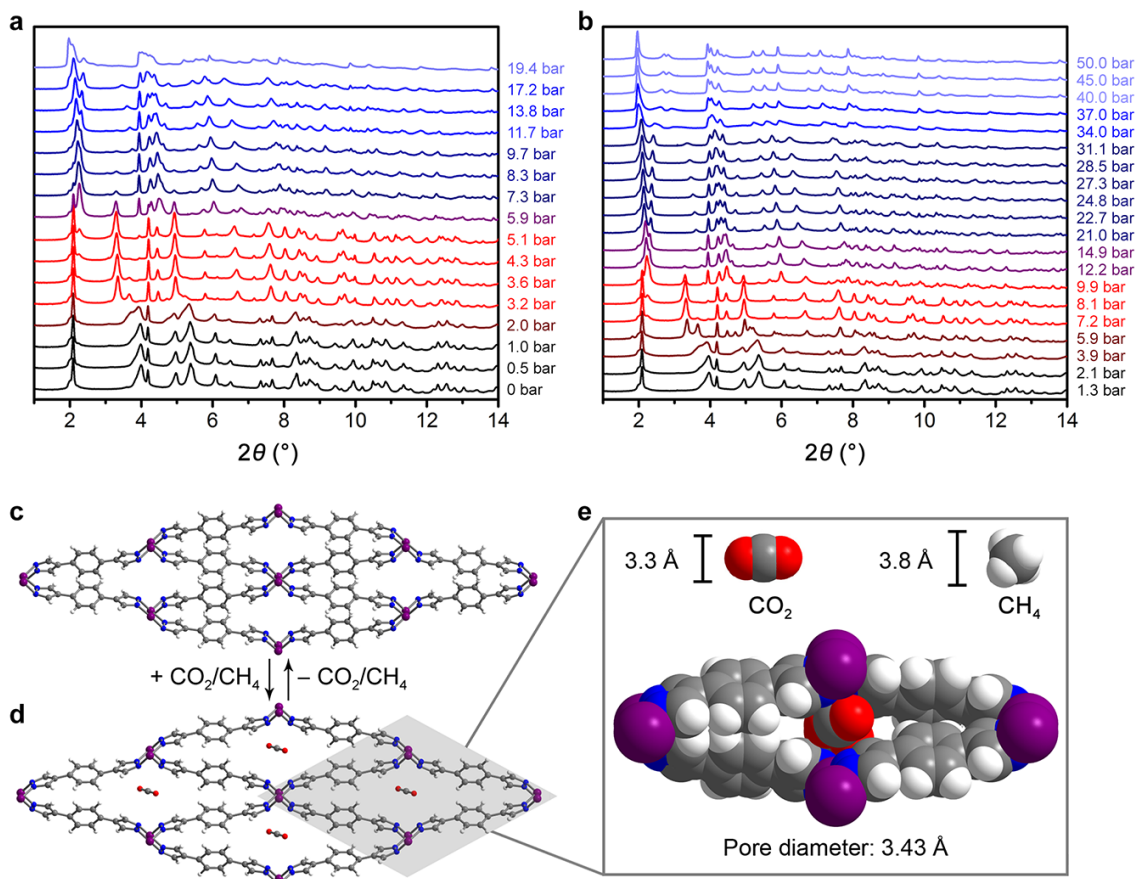 a
19.4 bar
17.2 bar
13.8 bar
11.7 bar
9.7 bar
8.3 bar
7.3 bar
5.9 bar
5.1 bar
4.3 bar
3.6 bar
3.2 bar
2.0 bar
1.0 bar
0.5 bar
0 bar
2 4 6 8 10 12 14
2θ (°)
b
50.0 bar
45.0 bar
40.0 bar
37.0 bar
34.0 bar
31.1 bar
28.5 bar
27.3 bar
24.8 bar
22.7 bar
21.0 bar
14.9 bar
12.2 bar
9.9 bar
8.1 bar
7.2 bar
5.9 bar
3.9 bar
2.1 bar
1.3 bar
2 4 6 8 10 12 14
2θ (°)
c
+ CO₂/CH₄
– CO₂/CH₄
d
e
3.3 Å
CO₂
3.8 Å
CH₄
Pore diameter: 3.43 Å